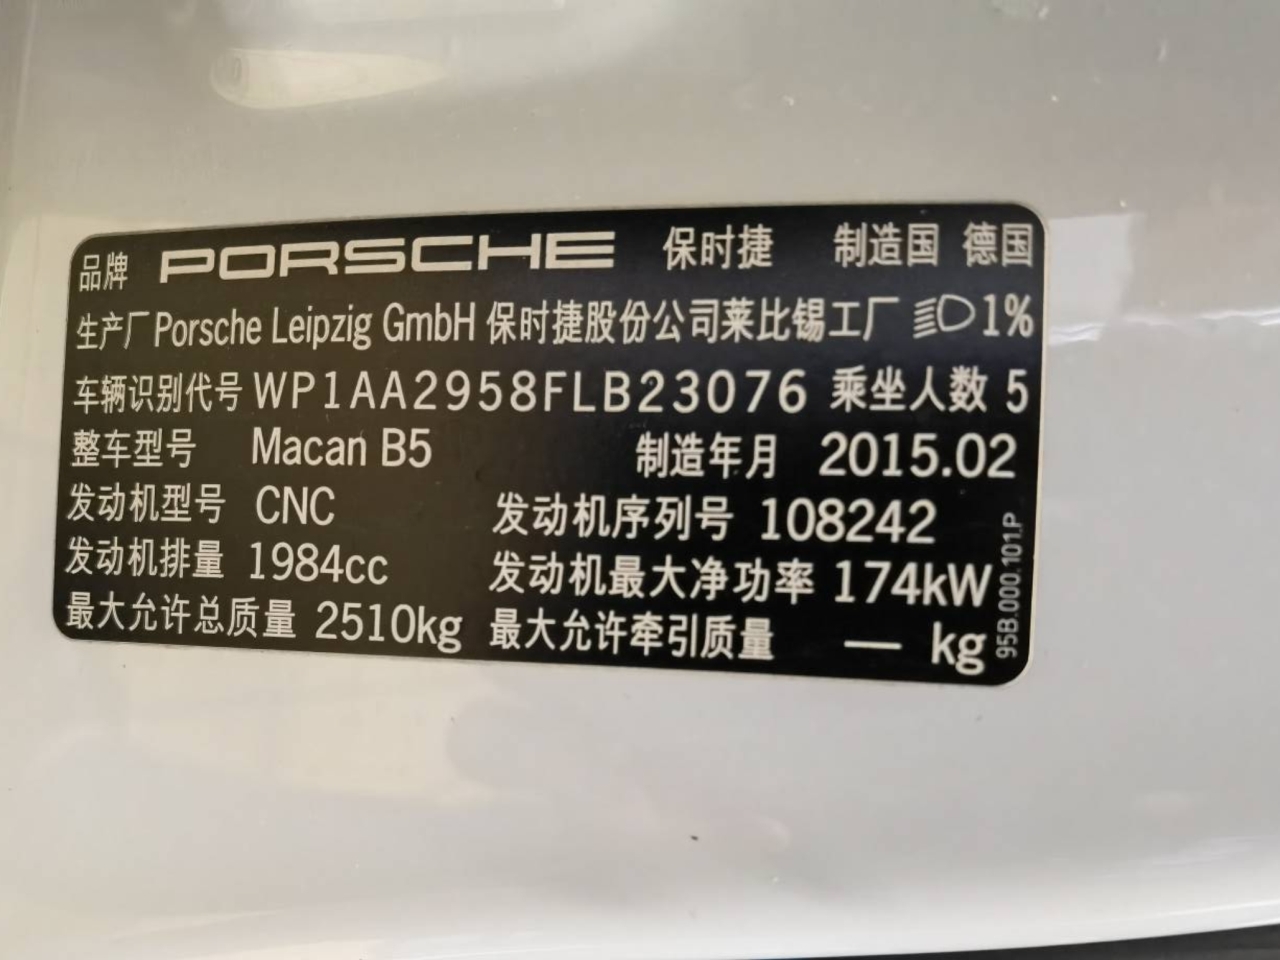 品牌 PORSCHE 保时捷 制造国 德国
生产厂 Porsche Leipzig GmbH 保时捷股份公司莱比锡工厂 1%
车辆识别代号 WP1AA2958FLB23076 乘坐人数 5
整车型号 Macan B5 制造年月 2015.02
发动机型号 CNC 发动机序列号 108242
发动机排量 1984cc 发动机最大净功率 174kW
最大允许总质量 2510kg 最大允许牵引质量 — kg
95B.000.101.P